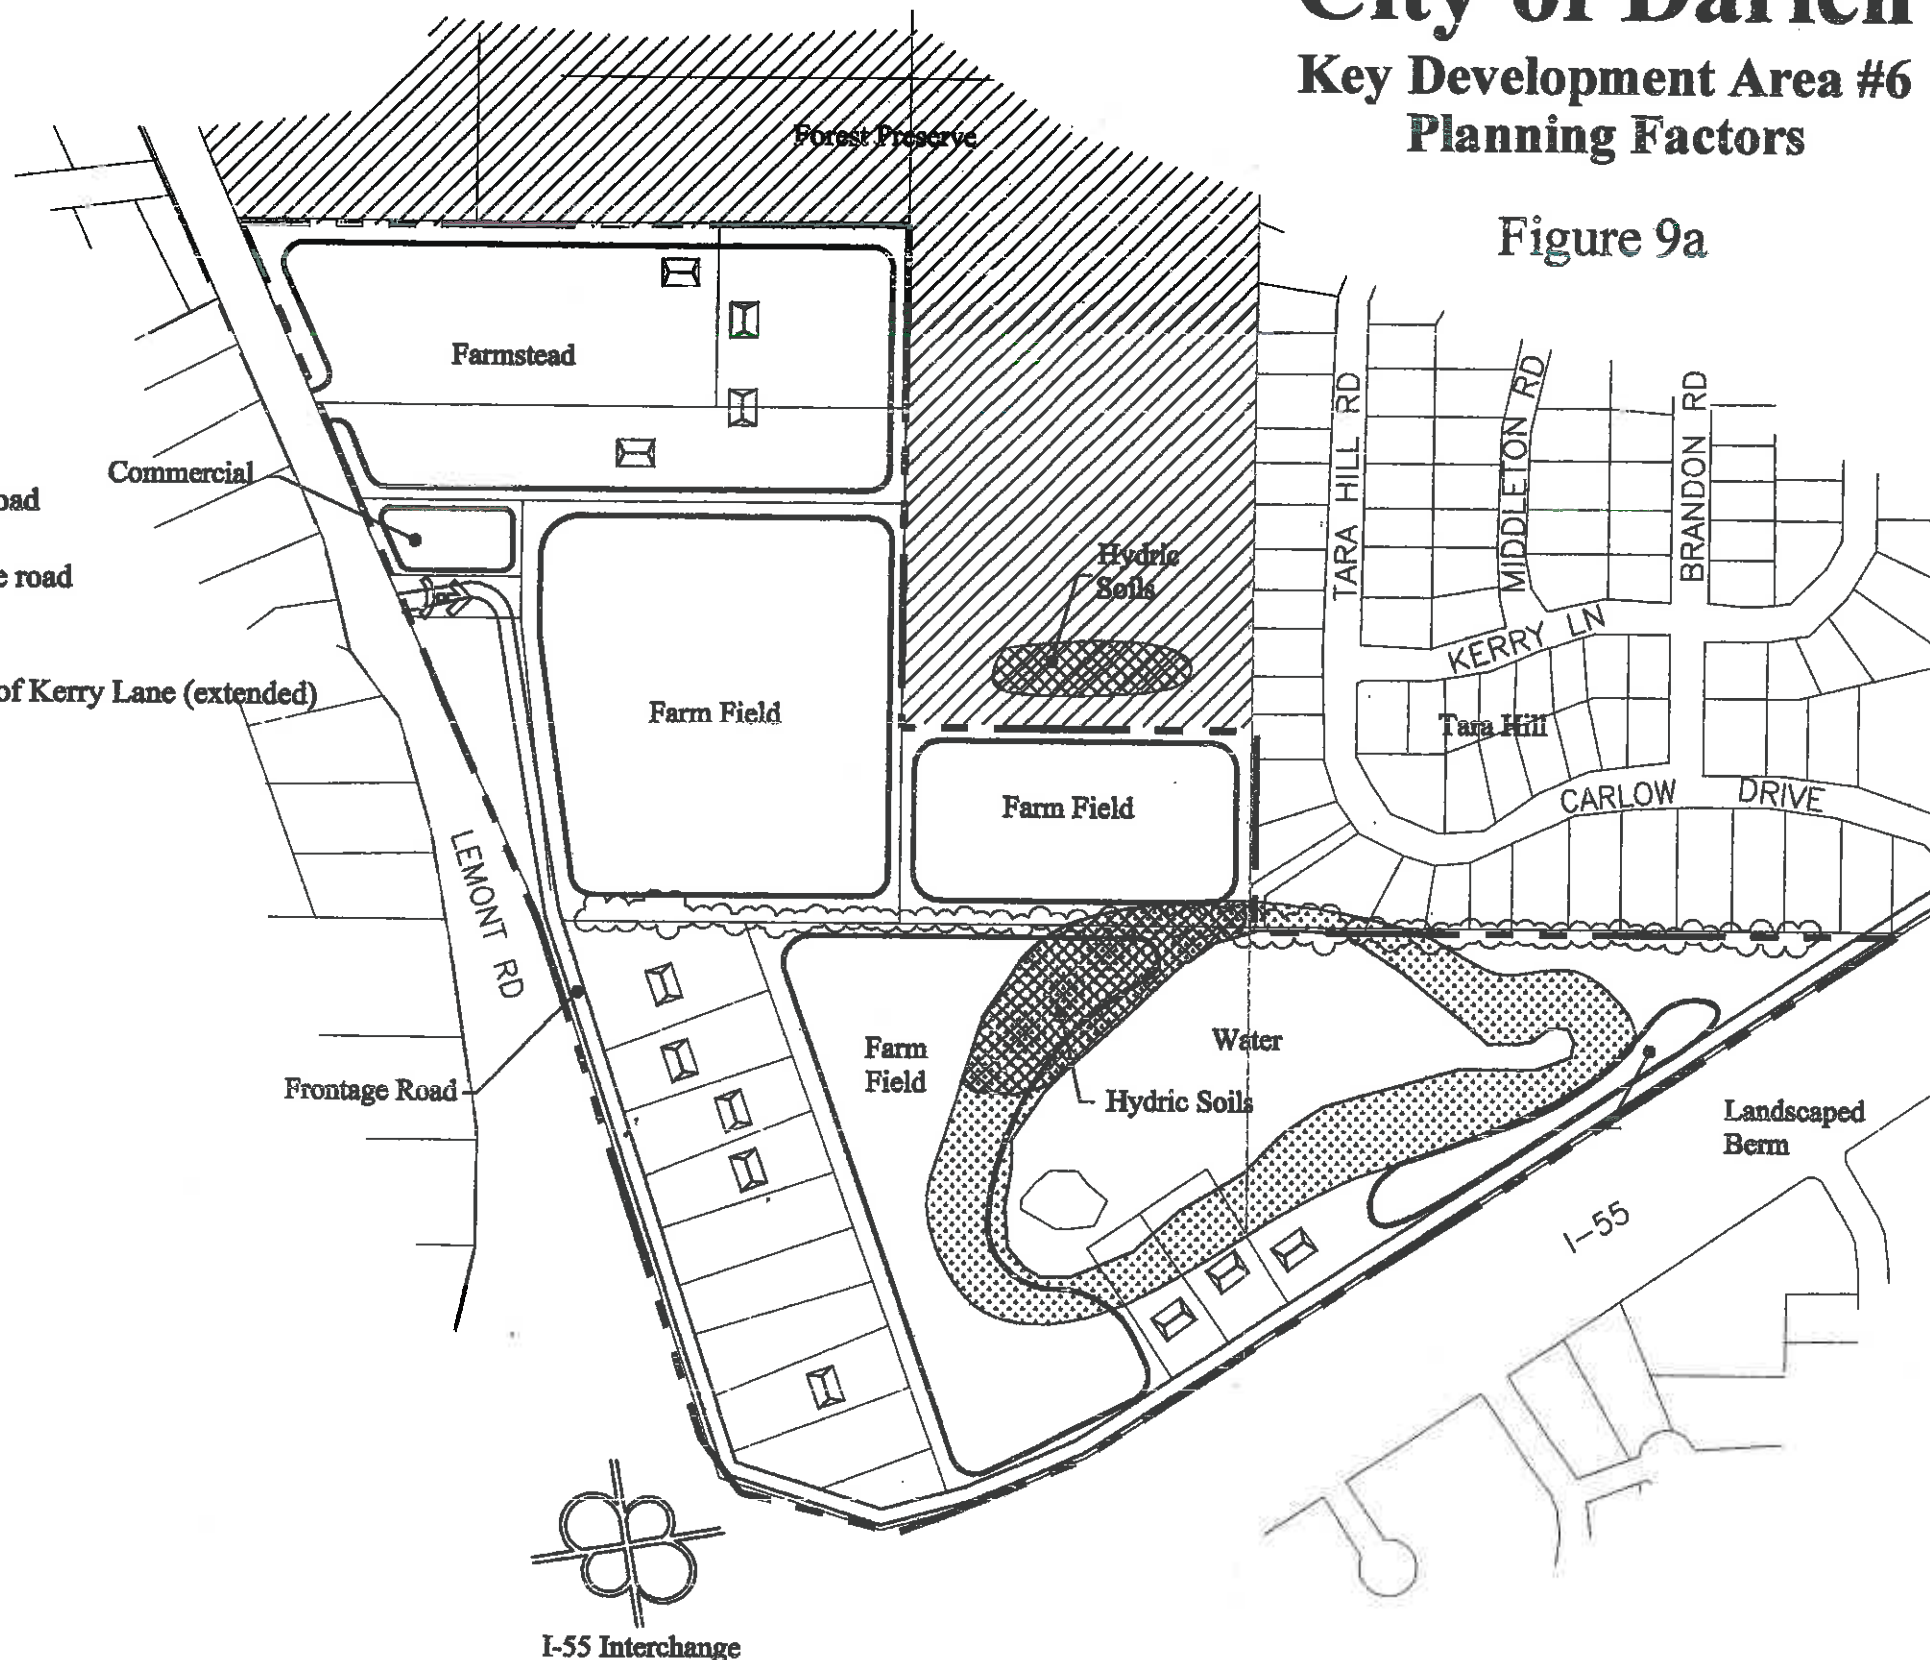 City of Darien
Key Development Area #6
Planning Factors
Figure 9a
Forest Preserve
Farmstead
Commercial
oad
e road
of Kerry Lane (extended)
Hydric
Soils
TARA HILL RD
MIDDLETON RD
BRANDON RD
KERRY LN
Farm Field
Tara Hill
Farm Field
CARLOW DRIVE
LEMONT RD
Farm
Field
Water
Frontage Road
Hydric Soils
Landscaped
Berm
I-55
I-55 Interchange